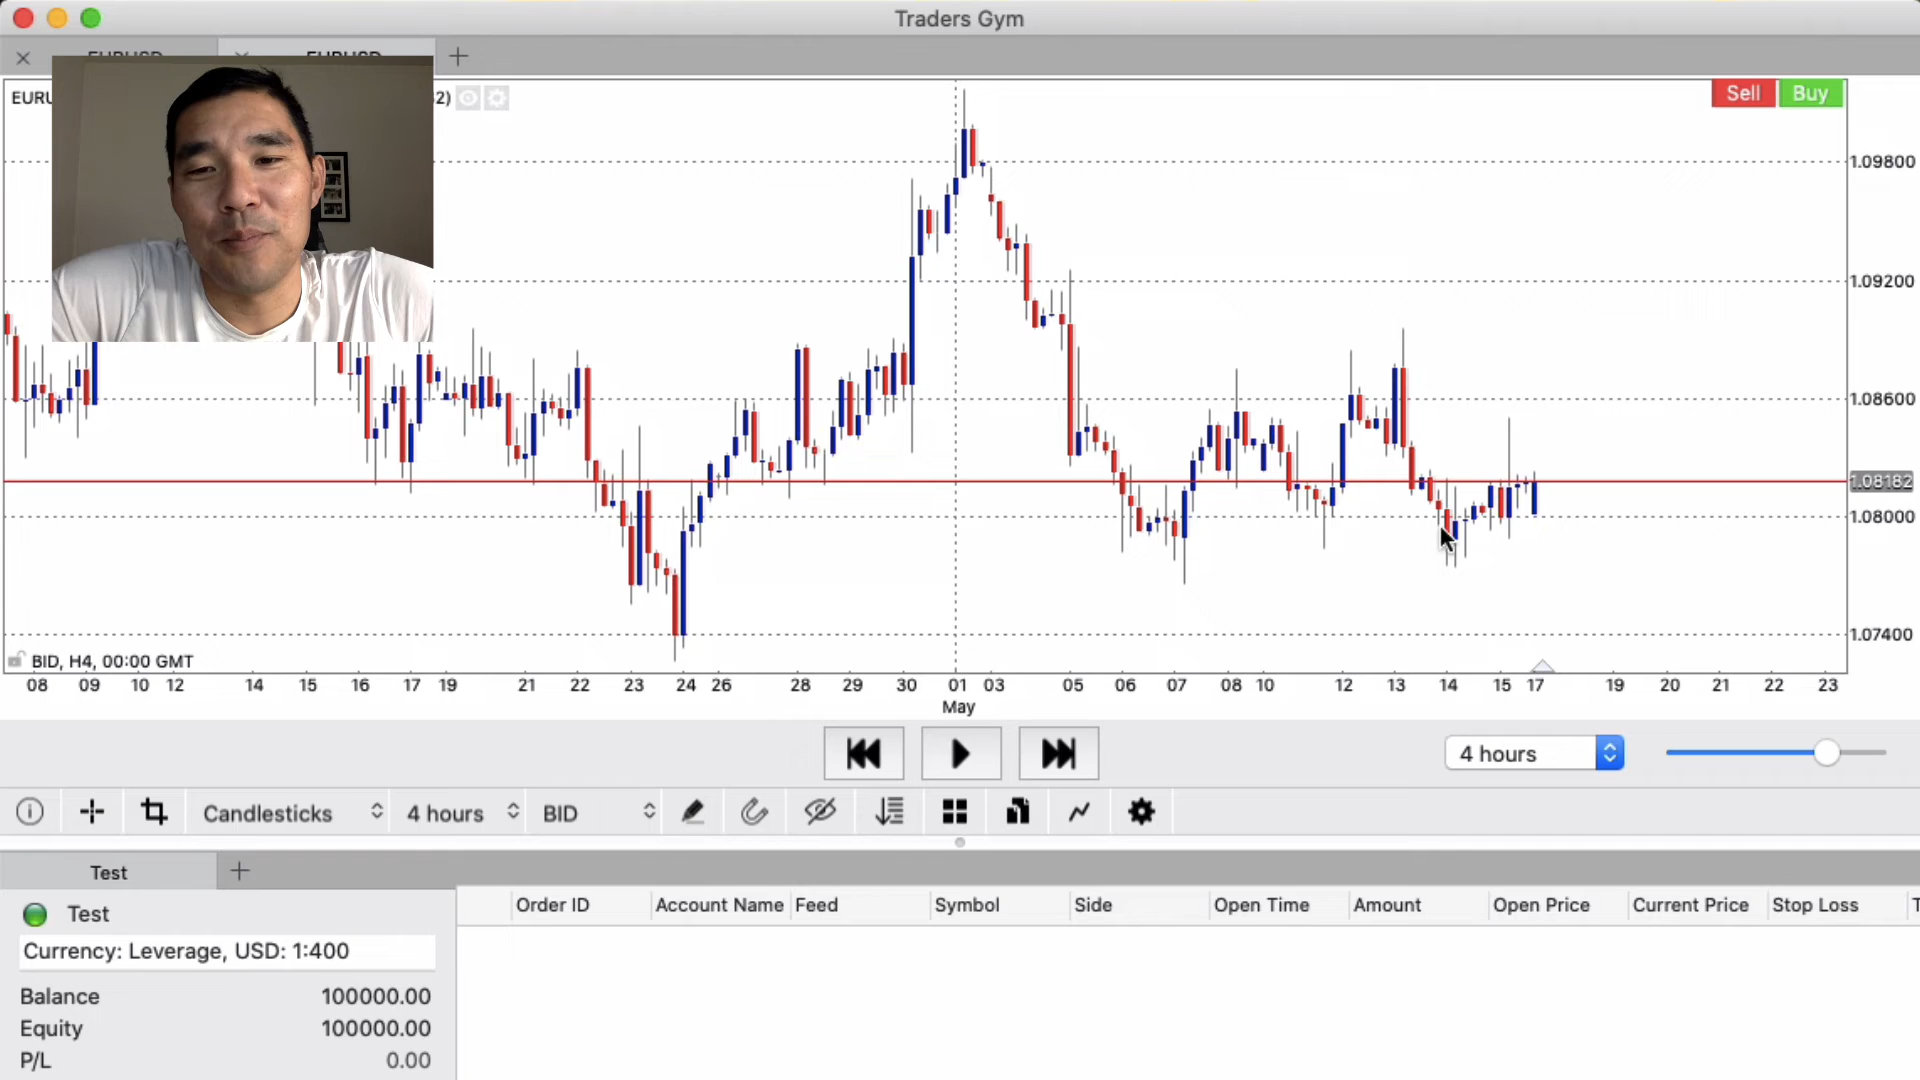 Traders Gym
EURUSD EURUSD
EURU 2)
Sell Buy
1.09800
1.09200
1.08600
1.08182
1.08000
1.07400
BID, H4, 00:00 GMT
08 09 10 12 14 15 16 17 19 21 22 23 24 26 28 29 30 01 03 05 06 07 08 10 12 13 14 15 17 19 20 21 22 23
May
4 hours
Candlesticks 4 hours BID
Test
Order ID Account Name Feed Symbol Side Open Time Amount Open Price Current Price Stop Loss T
Test
Currency: Leverage, USD: 1:400
Balance 100000.00
Equity 100000.00
P/L 0.00